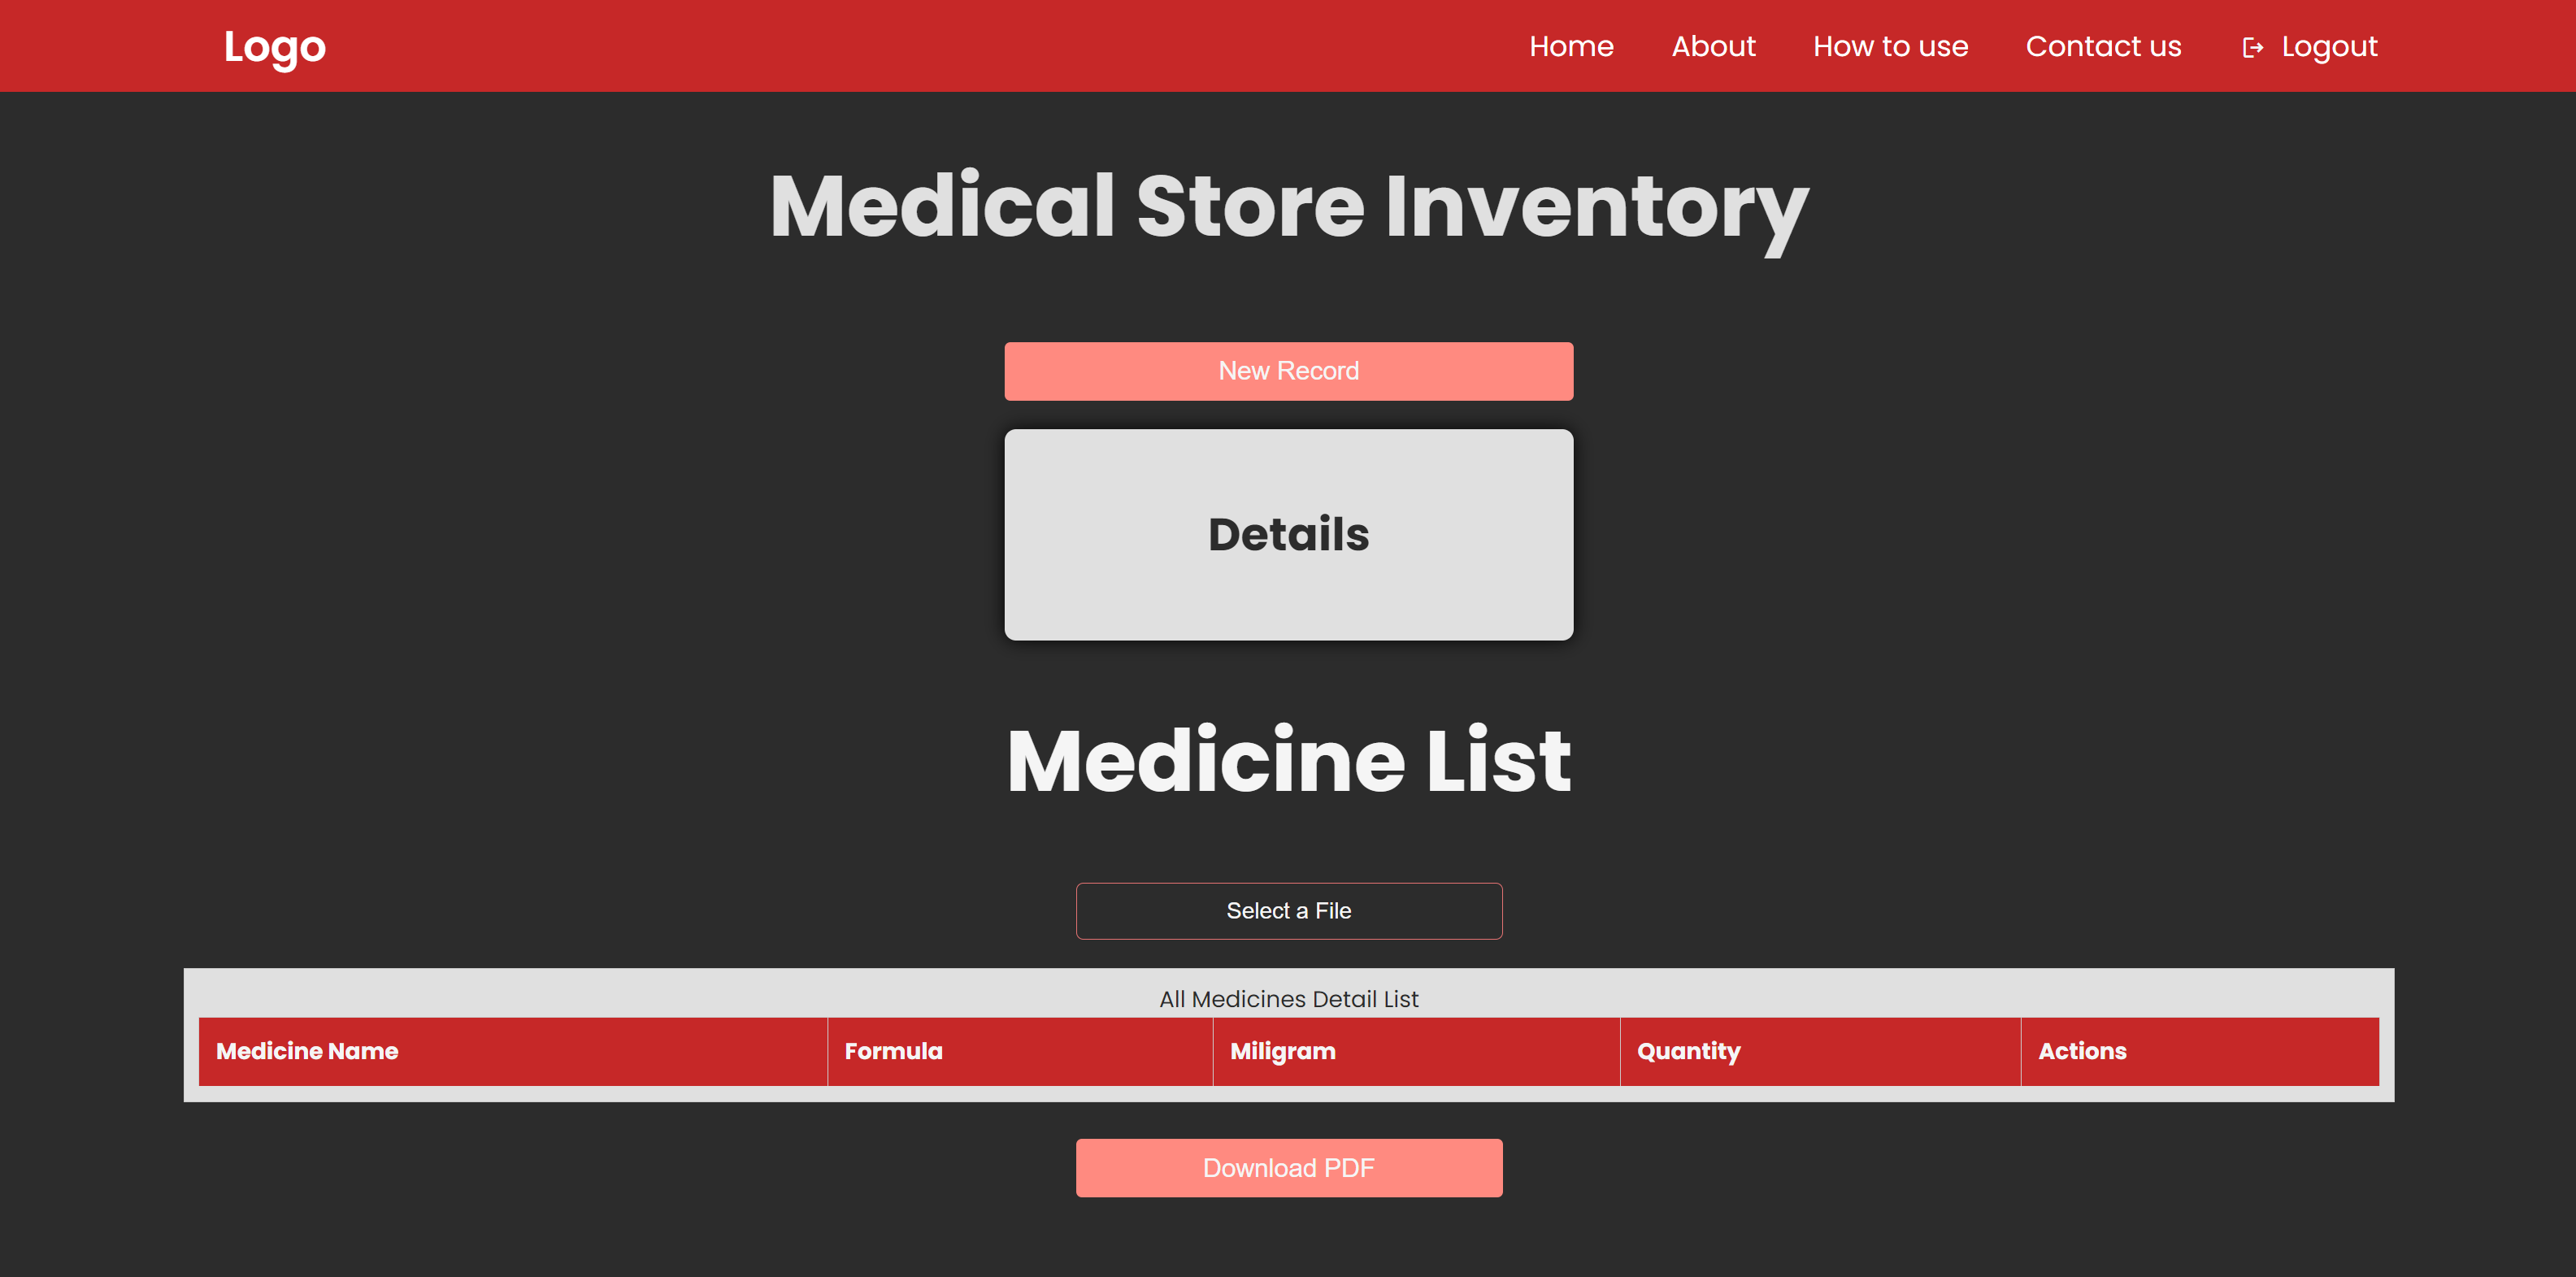 Logo Home About How to use Contact us Logout
Medical Store Inventory
New Record
Details
Medicine List
Select a File
All Medicines Detail List
Medicine Name Formula Miligram Quantity Actions
Download PDF